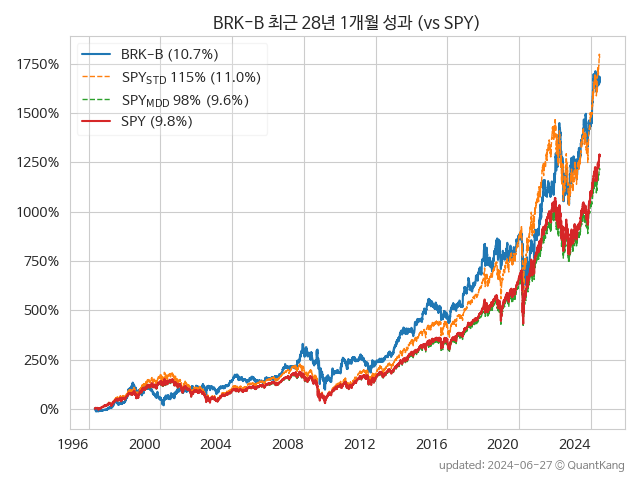 BRK-B 최근 28년 1개월 성과 (vs SPY)
BRK-B (10.7%)
SPY_STD 115% (11.0%)
SPY_MDD 98% (9.6%)
SPY (9.8%)
1750%
1500%
1250%
1000%
750%
500%
250%
0%
1996 2000 2004 2008 2012 2016 2020 2024
updated: 2024-06-27 © QuantKang